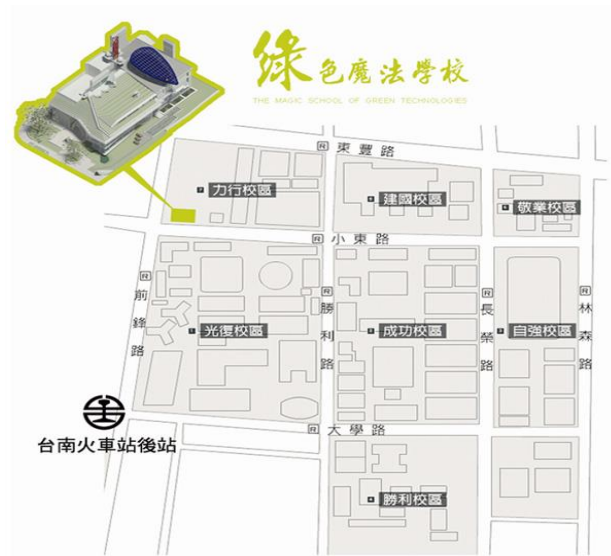 綠色魔法學校
THE MAGIC SCHOOL OF GREEN TECHNOLOGIES
東豐路
力行校區
建國校區
敬業校區
小東路
前鋒路
勝利路
長榮路
林森路
光復校區
成功校區
自強校區
台南火車站後站
大學路
勝利校區